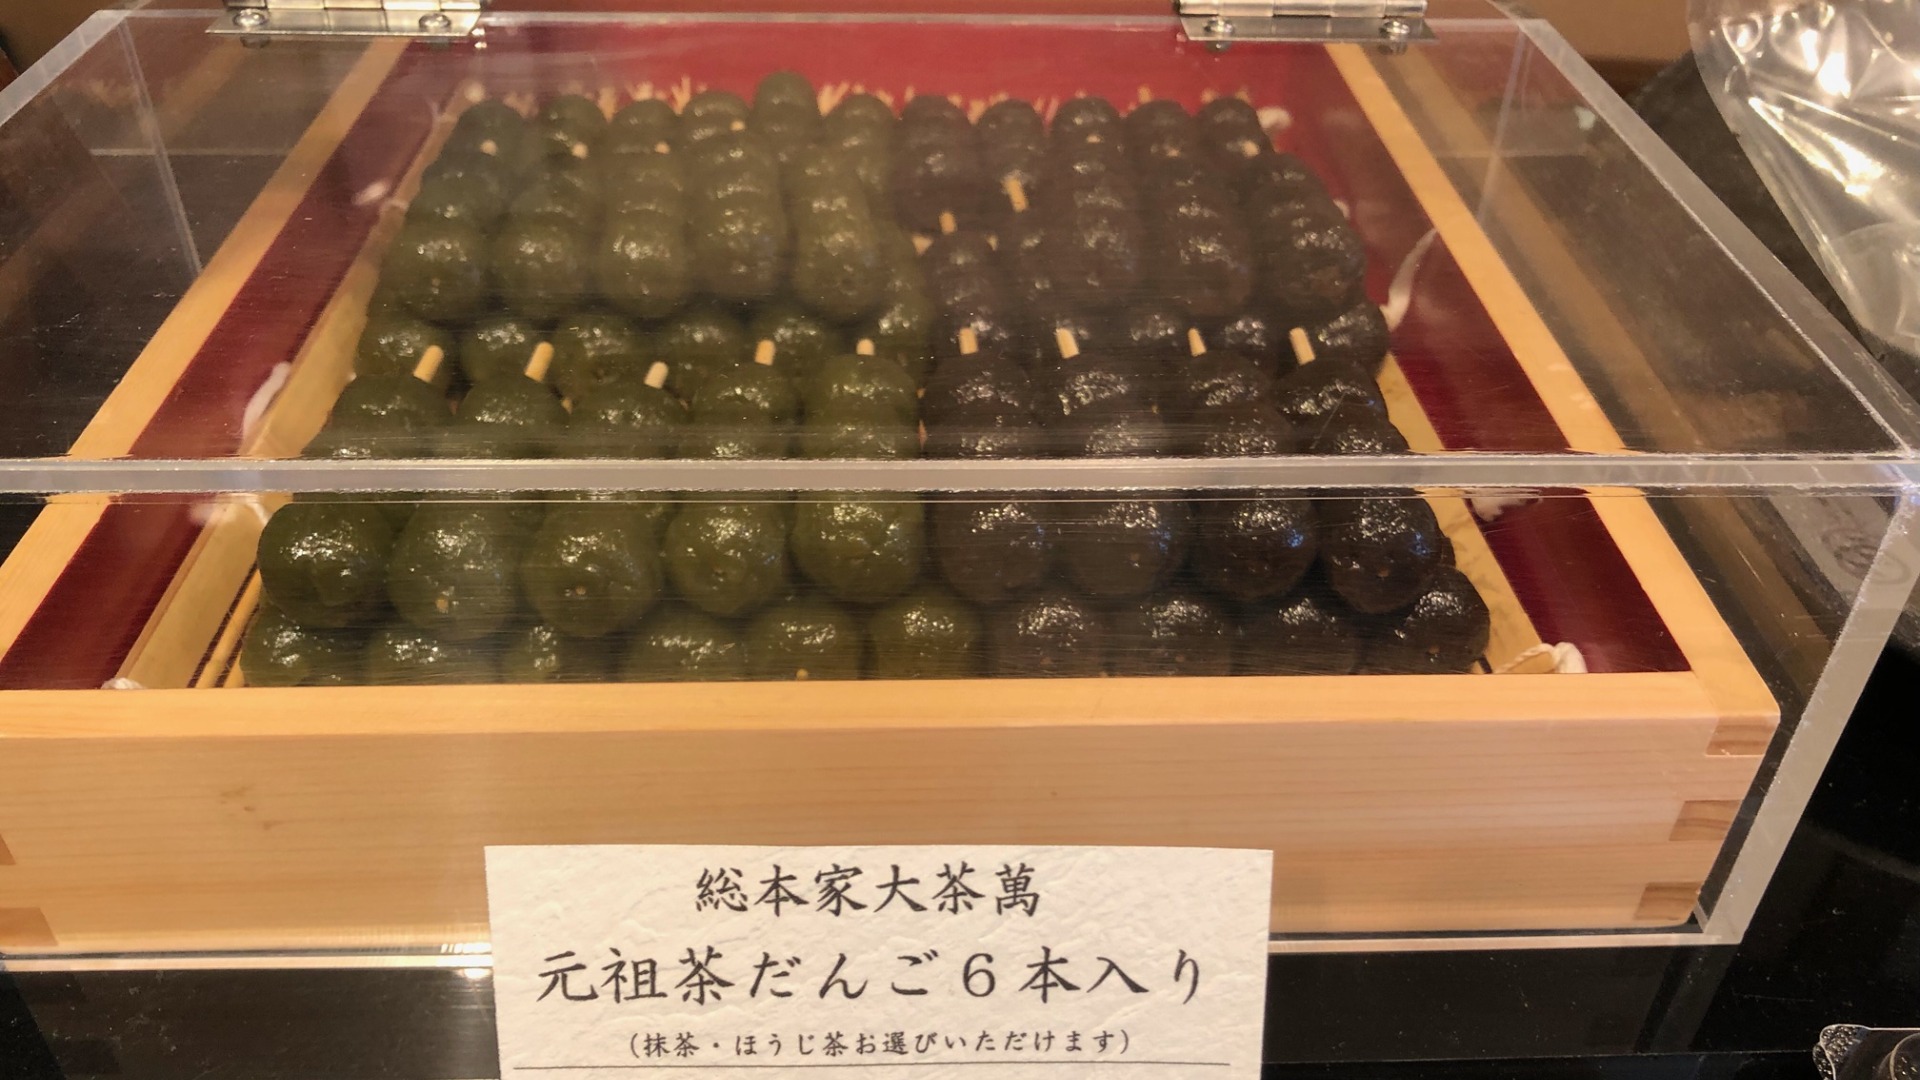 総本家大茶萬
元祖茶だんご6本入り
(抹茶・ほうじ茶お選びいただけます)